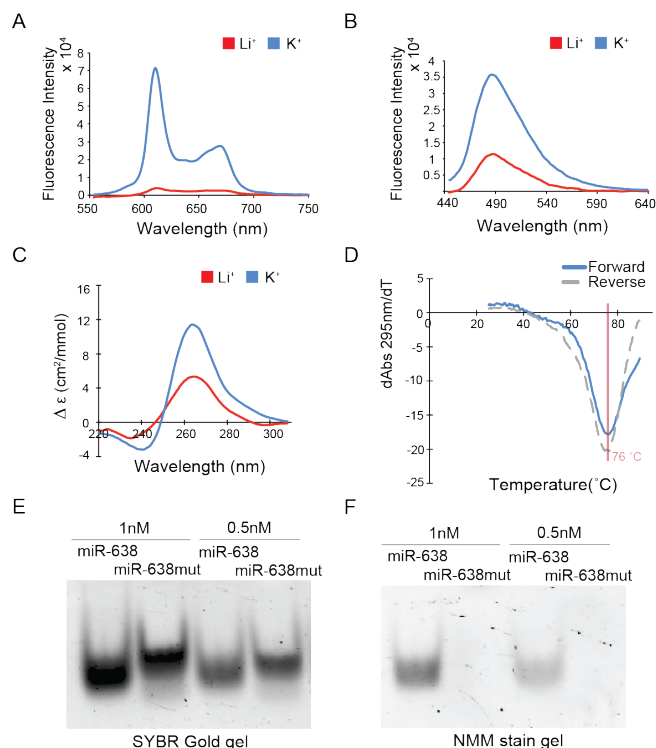 A
Li⁺ K⁺
Fluorescence Intensity
x 10⁴
8
7
6
5
4
3
2
1
0
550 600 650 700 750
Wavelength (nm)
B
Li⁺ K⁺
Fluorescence Intensity
x 10⁴
4
3.5
3
2.5
2
1.5
1
0.5
440 490 540 590 640
Wavelength (nm)
C
Li⁺ K⁺
Δ ε (cm²/mmol)
16
12
8
4
0
-4
220 240 260 280 300
Wavelength (nm)
D
Forward
Reverse
dAbs 295nm/dT
5
0
-5
-10
-15
-20
-25
0 20 40 60 80
76 °C
Temperature(°C)
E
1nM 0.5nM
miR-638 miR-638
miR-638mut miR-638mut
SYBR Gold gel
F
1nM 0.5nM
miR-638 miR-638
miR-638mut miR-638mut
NMM stain gel